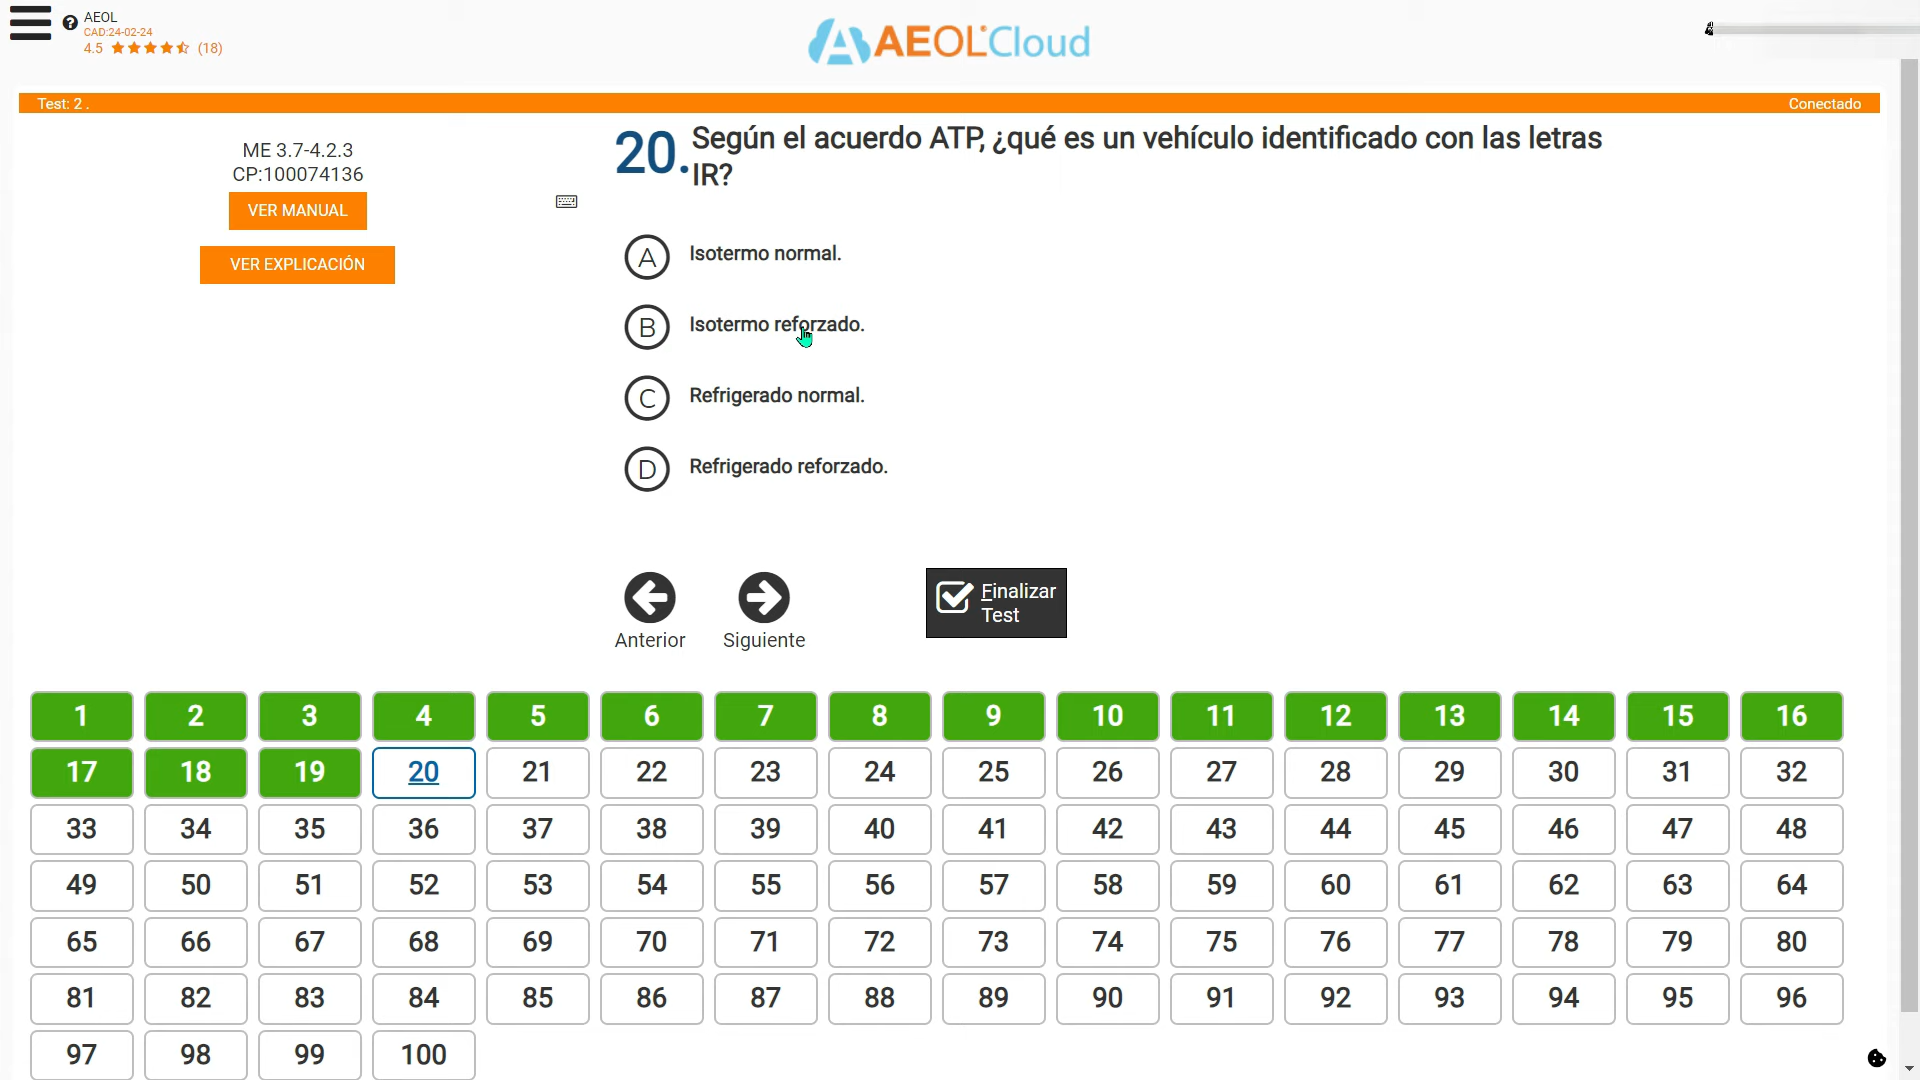 AEOL
CAD:24-02-24
4.5 (18)
AEOL Cloud
Test: 2 .
Conectado
ME 3.7-4.2.3
CP:100074136
VER MANUAL
VER EXPLICACIÓN
20. Según el acuerdo ATP, ¿qué es un vehículo identificado con las letras
IR?
A Isotermo normal.
B Isotermo reforzado.
C Refrigerado normal.
D Refrigerado reforzado.
Anterior
Siguiente
Finalizar
Test
1 2 3 4 5 6 7 8 9 10 11 12 13 14 15 16
17 18 19 20 21 22 23 24 25 26 27 28 29 30 31 32
33 34 35 36 37 38 39 40 41 42 43 44 45 46 47 48
49 50 51 52 53 54 55 56 57 58 59 60 61 62 63 64
65 66 67 68 69 70 71 72 73 74 75 76 77 78 79 80
81 82 83 84 85 86 87 88 89 90 91 92 93 94 95 96
97 98 99 100